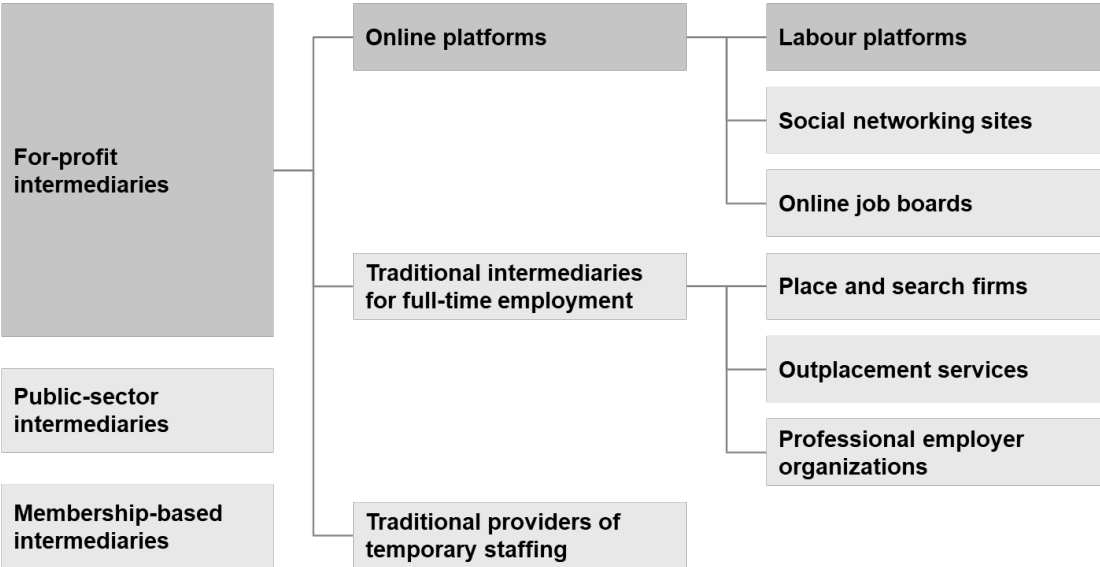 For-profit
intermediaries
Public-sector
intermediaries
Membership-based
intermediaries
Online platforms
Traditional intermediaries
for full-time employment
Traditional providers of
temporary staffing
Labour platforms
Social networking sites
Online job boards
Place and search firms
Outplacement services
Professional employer
organizations